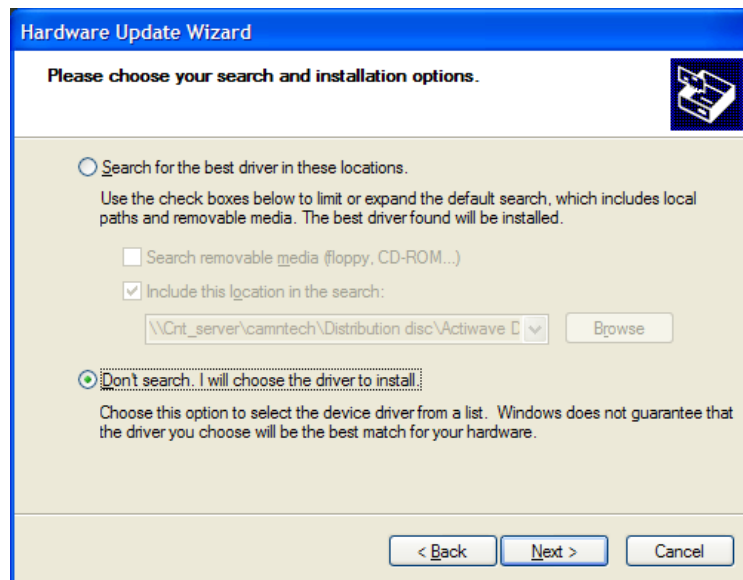 Hardware Update Wizard
Please choose your search and installation options.
Search for the best driver in these locations.
Use the check boxes below to limit or expand the default search, which includes local
paths and removable media. The best driver found will be installed.
Search removable media (floppy, CD-ROM...)
Include this location in the search:
\\Cnt_server\camntech\Distribution disc\Actiwave D
Browse
Don't search. I will choose the driver to install.
Choose this option to select the device driver from a list. Windows does not guarantee that
the driver you choose will be the best match for your hardware.
< Back Next > Cancel